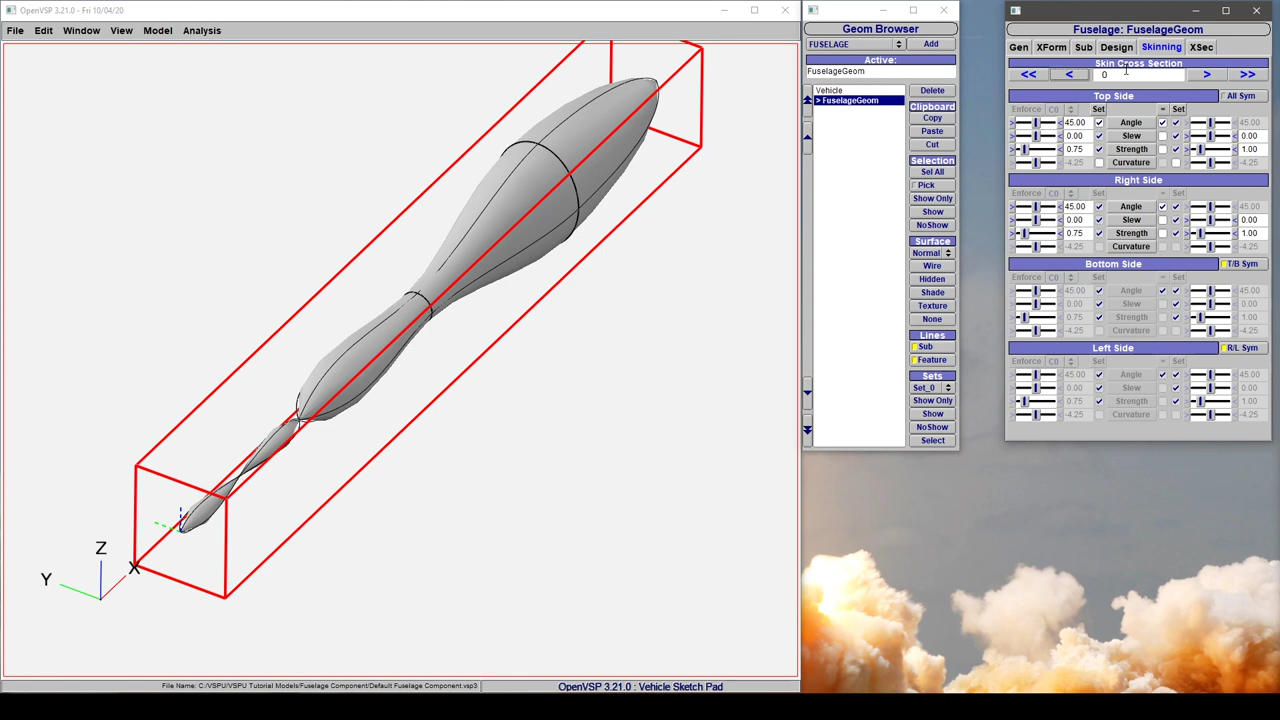 OpenVSP 3.21.0 - Fri 10/04/20
File Edit Window View Model Analysis
Z
Y
X
File Name: C:/VSPU/VSPU Tutorial Models/Fuselage Component/Default Fuselage Component.vsp3
OpenVSP 3.21.0 : Vehicle Sketch Pad
Geom Browser
FUSELAGE Add
Active:
FuselageGeom
Vehicle
> FuselageGeom
Delete
Clipboard
Copy
Paste
Cut
Selection
Sel All
Pick
Show Only
Show
NoShow
Surface
Normal
Wire
Hidden
Shade
Texture
None
Lines
Sub
Feature
Sets
Set_0
Show Only
Show
NoShow
Select
Fuselage: FuselageGeom
Gen XForm Sub Design Skinning XSec
Skin Cross Section
<< < 0 > >>
Top Side All Sym
Enforce C0 Set = Set
> < 45.00 Angle > < 45.00
> < 0.00 Slew > < 0.00
> < 0.75 Strength > < 1.00
> < -4.25 Curvature > < -4.25
Right Side
Enforce C0 Set = Set
> < 45.00 Angle > < 45.00
> < 0.00 Slew > < 0.00
> < 0.75 Strength > < 1.00
> < -4.25 Curvature > < -4.25
Bottom Side T/B Sym
Enforce C0 Set = Set
> < 45.00 Angle > < 45.00
> < 0.00 Slew > < 0.00
> < 0.75 Strength > < 1.00
> < -4.25 Curvature > < -4.25
Left Side R/L Sym
Enforce C0 Set = Set
> < 45.00 Angle > < 45.00
> < 0.00 Slew > < 0.00
> < 0.75 Strength > < 1.00
> < -4.25 Curvature > < -4.25